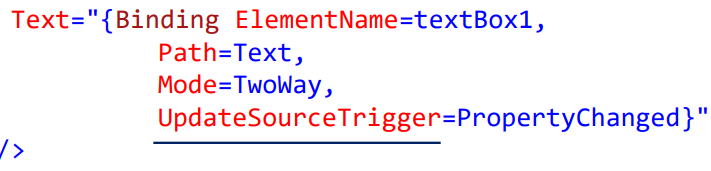 Text="{Binding ElementName=textBox1,
Path=Text,
Mode=TwoWay,
UpdateSourceTrigger=PropertyChanged}"
/>